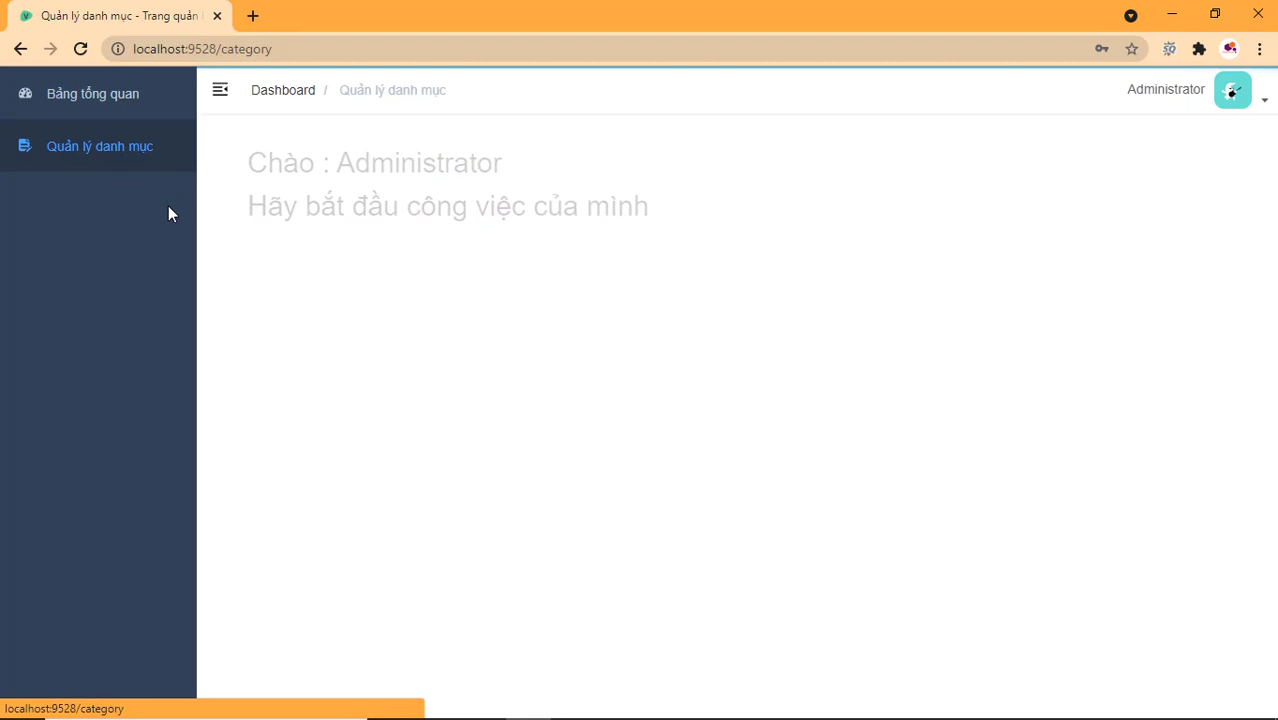 Quản lý danh mục - Trang quản
localhost:9528/category
Bảng tổng quan
Quản lý danh mục
Dashboard / Quản lý danh mục
Administrator
Chào : Administrator
Hãy bắt đầu công việc của mình
localhost:9528/category